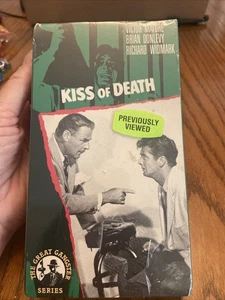 VICTOR MATURE
BRIAN DONLEVY
RICHARD WIDMARK
KISS OF DEATH
PREVIOUSLY
VIEWED
THE GREAT GANGSTER
SERIES